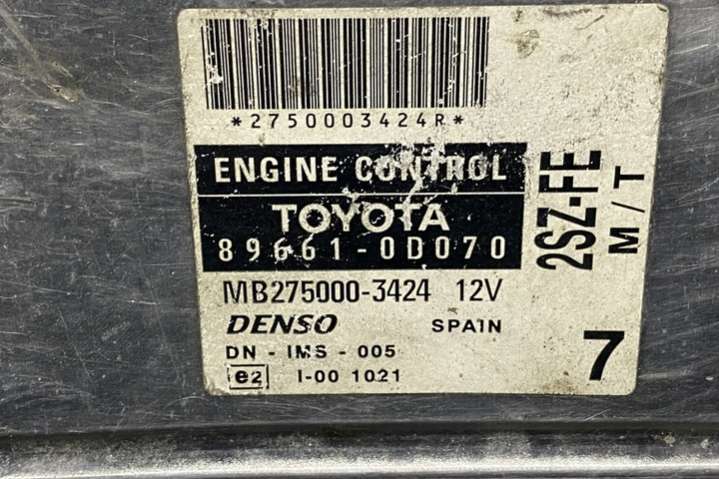 *2750003424R*
ENGINE CONTROL
TOYOTA
89661-0D070
MB275000-3424 12V
DENSO SPAIN
DN - IMS - 005
e2 I-00 1021
2SZ-FE
M/T
7